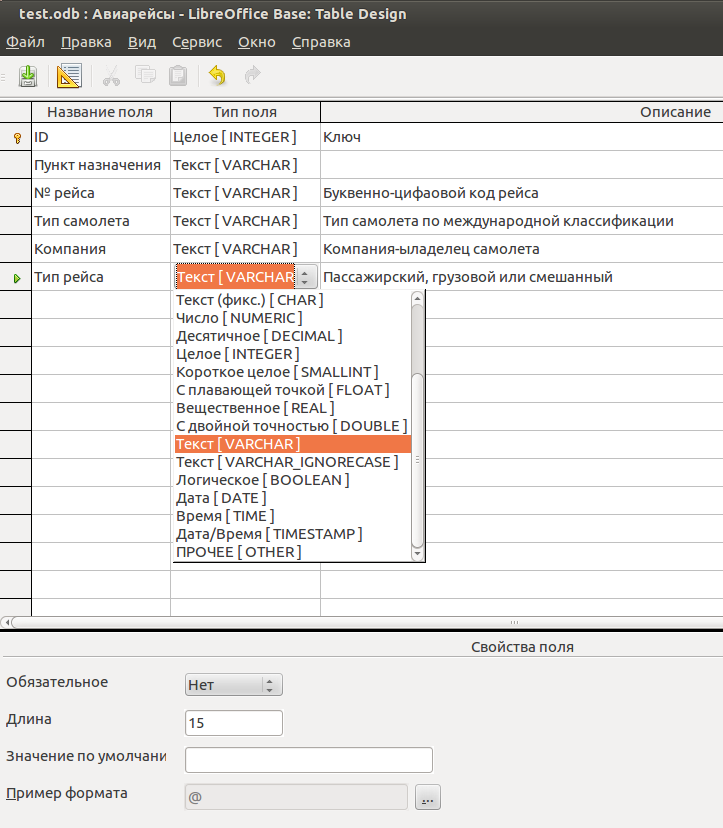 test.odb : Авиарейсы - LibreOffice Base: Table Design
Файл Правка Вид Сервис Окно Справка
Название поля Тип поля Описание
ID Целое [ INTEGER ] Ключ
Пункт назначения Текст [ VARCHAR ]
№ рейса Текст [ VARCHAR ] Буквенно-цифаовой код рейса
Тип самолета Текст [ VARCHAR ] Тип самолета по международной классификации
Компания Текст [ VARCHAR ] Компания-ыладелец самолета
Тип рейса Текст [ VARCHAR Пассажирский, грузовой или смешанный
Текст (фикс.) [ CHAR ]
Число [ NUMERIC ]
Десятичное [ DECIMAL ]
Целое [ INTEGER ]
Короткое целое [ SMALLINT ]
С плавающей точкой [ FLOAT ]
Вещественное [ REAL ]
С двойной точностью [ DOUBLE ]
Текст [ VARCHAR ]
Текст [ VARCHAR_IGNORECASE ]
Логическое [ BOOLEAN ]
Дата [ DATE ]
Время [ TIME ]
Дата/Время [ TIMESTAMP ]
ПРОЧЕЕ [ OTHER ]
Свойства поля
Обязательное Нет
Длина 15
Значение по умолчани
Пример формата @ ...